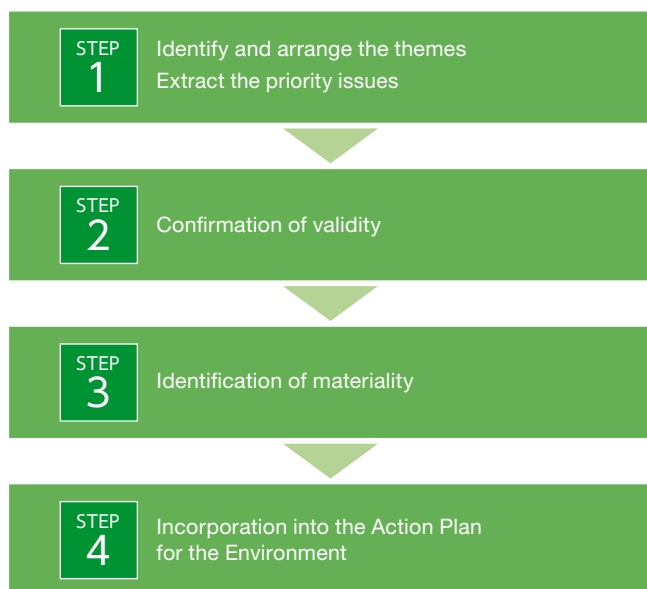 STEP
1
Identify and arrange the themes
Extract the priority issues
STEP
2
Confirmation of validity
STEP
3
Identification of materiality
STEP
4
Incorporation into the Action Plan
for the Environment